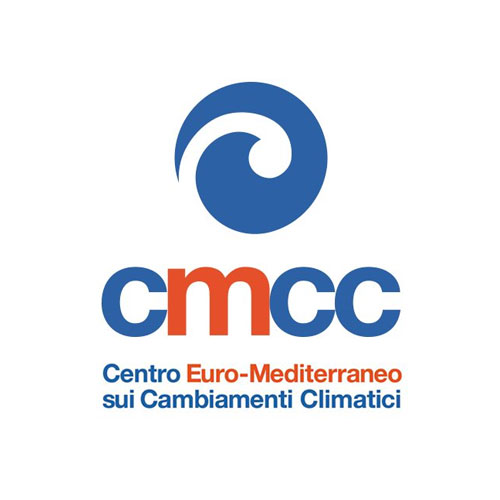 cmcc
Centro Euro-Mediterraneo
sui Cambiamenti Climatici